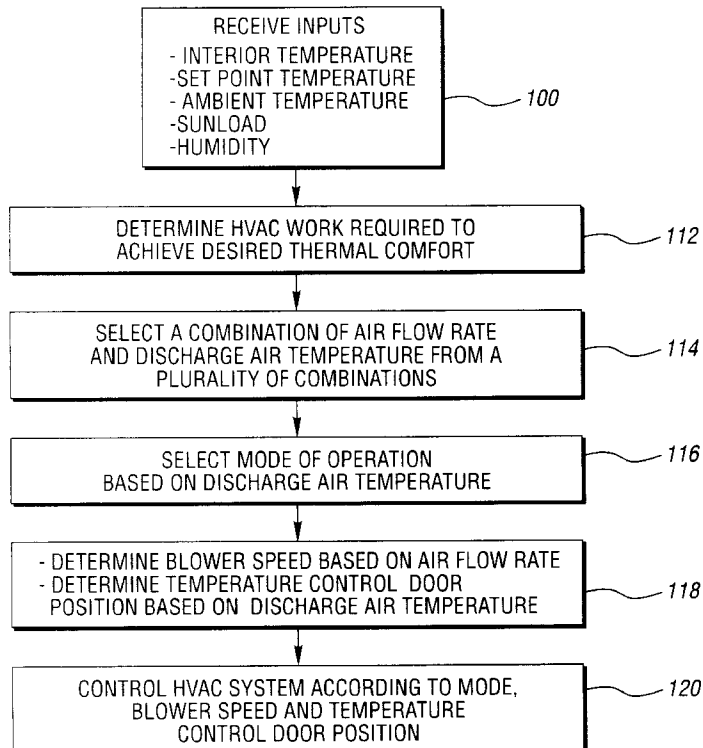 RECEIVE INPUTS
- INTERIOR TEMPERATURE
-SET POINT TEMPERATURE
- AMBIENT TEMPERATURE
-SUNLOAD
-HUMIDITY
100
DETERMINE HVAC WORK REQUIRED TO
ACHIEVE DESIRED THERMAL COMFORT
112
SELECT A COMBINATION OF AIR FLOW RATE
AND DISCHARGE AIR TEMPERATURE FROM A
PLURALITY OF COMBINATIONS
114
SELECT MODE OF OPERATION
BASED ON DISCHARGE AIR TEMPERATURE
116
- DETERMINE BLOWER SPEED BASED ON AIR FLOW RATE
- DETERMINE TEMPERATURE CONTROL DOOR
POSITION BASED ON DISCHARGE AIR TEMPERATURE
118
CONTROL HVAC SYSTEM ACCORDING TO MODE,
BLOWER SPEED AND TEMPERATURE
CONTROL DOOR POSITION
120